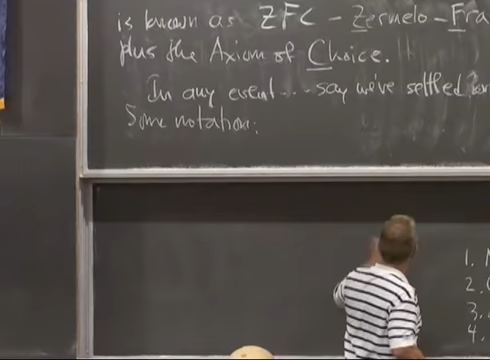 is known as ZFC - Zermelo - Fra
plus the Axiom of Choice.
In any event... say we've settled
Some notation:
1.
2.
3.
4.